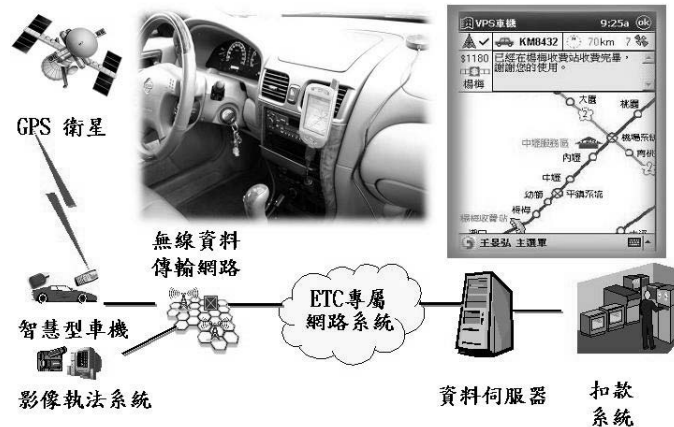 VPS車機 9:25a ok
KM8432 70km ?
$1180 已經在楊梅收費站收費完畢，
謝謝您的使用。
楊梅
大園
桃園
2
機場系統
中壢服務區
內壢
南桃
中壢
2
幼獅
平鎮系統
楊梅
楊梅收費站
王景弘 主選單
GPS 衛星
無線資料
傳輸網路
智慧型車機
影像執法系統
ETC專屬
網路系統
資料伺服器
扣款
系統